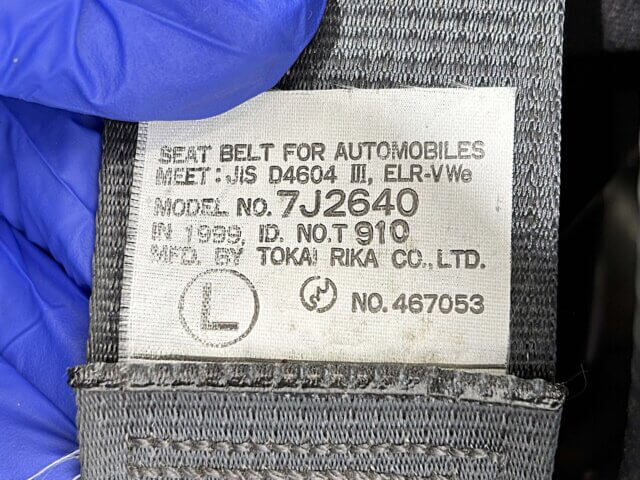 SEAT BELT FOR AUTOMOBILES
MEET: JIS D4604 III, ELR-VWe
MODEL NO. 7J2640
IN 1999, ID. NO.T 910
MFD. BY TOKAI RIKA CO.,LTD.
L NO. 467053